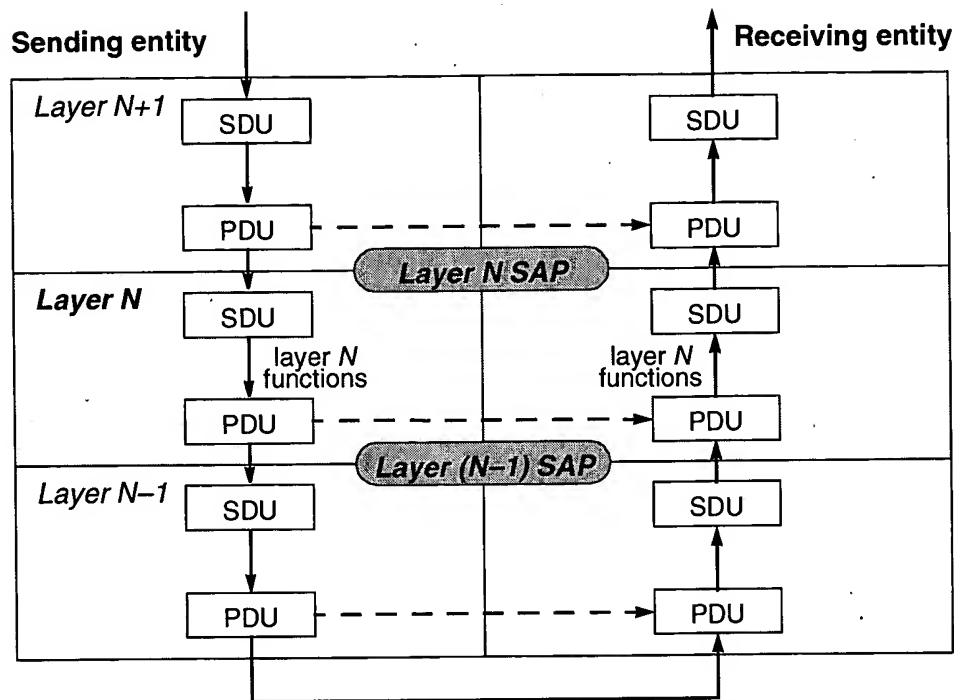 Sending entity
Receiving entity
Layer N+1
SDU
SDU
PDU
PDU
Layer N SAP
Layer N
SDU
SDU
layer N
functions
layer N
functions
PDU
PDU
Layer (N–1) SAP
Layer N–1
SDU
SDU
PDU
PDU